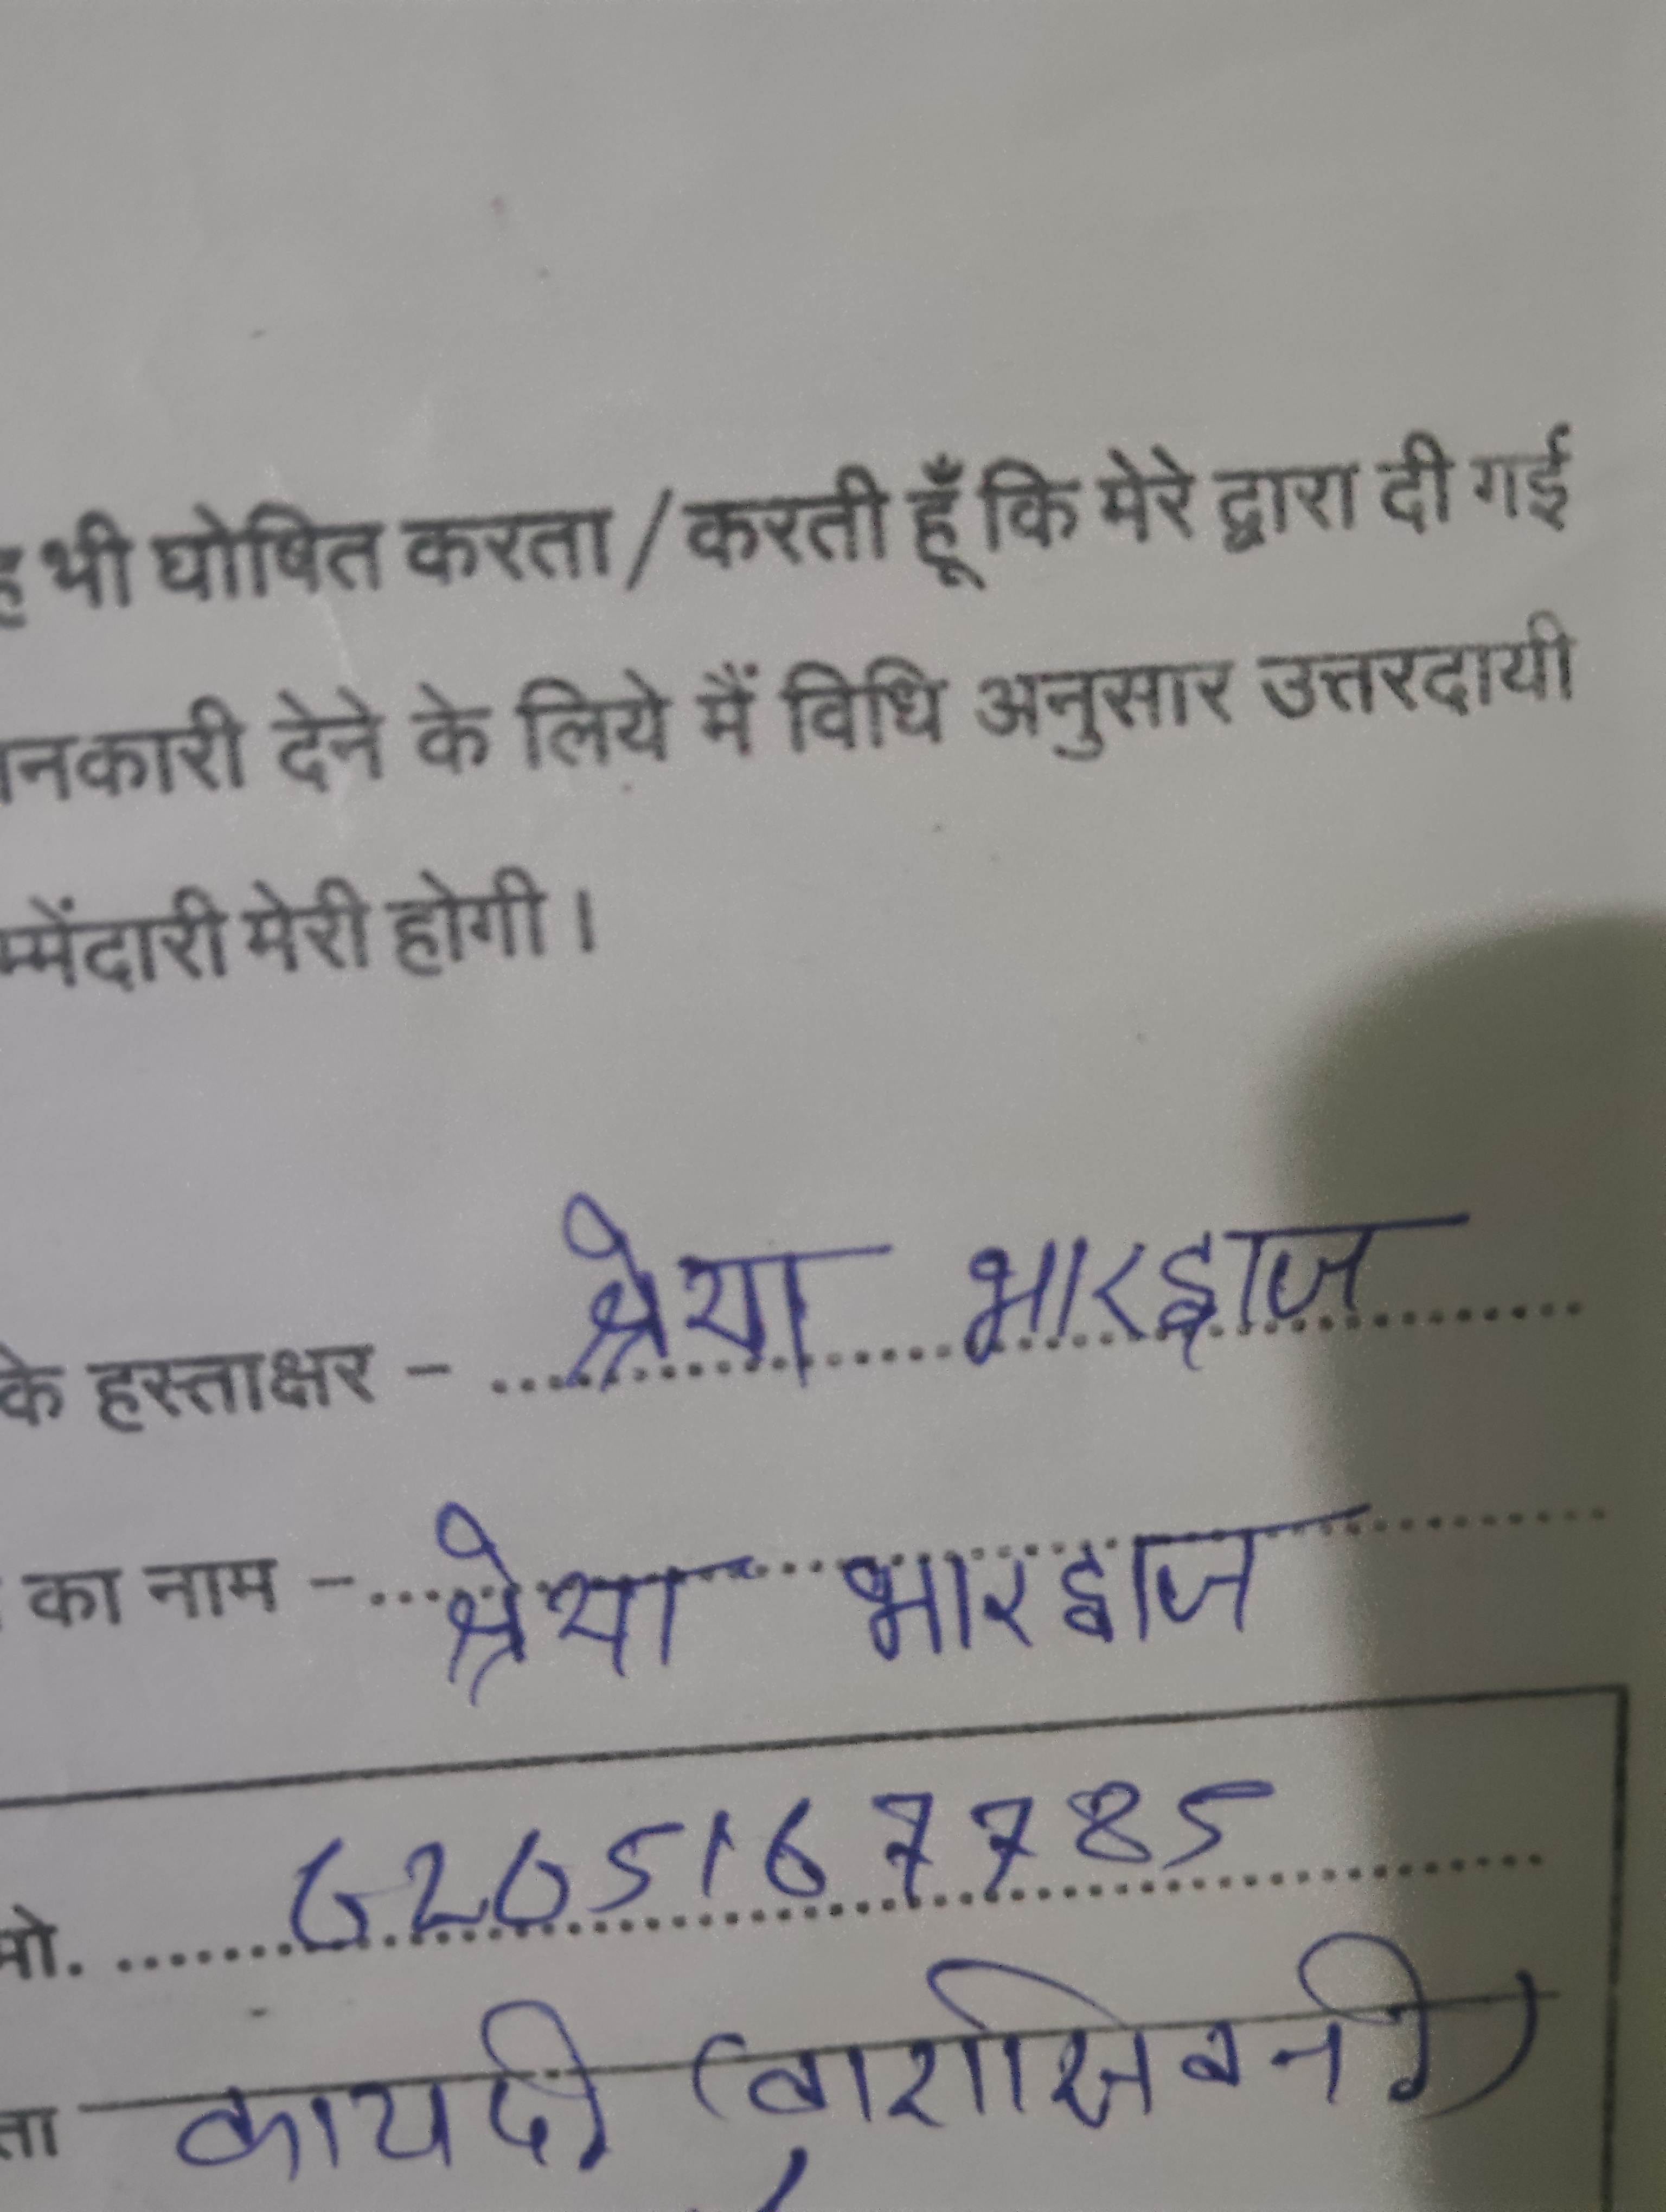 भी घोषित करता / करती हूँ कि मेरे द्वारा दी गई
नकारी देने के लिये मैं विधि अनुसार उत्तरदायी
म्मेंदारी मेरी होगी।
के हस्ताक्षर - श्रेया भारद्वाज
का नाम - श्रेया भारद्वाज
मो. 6265167785
ता कायदी (वारासिवनी)